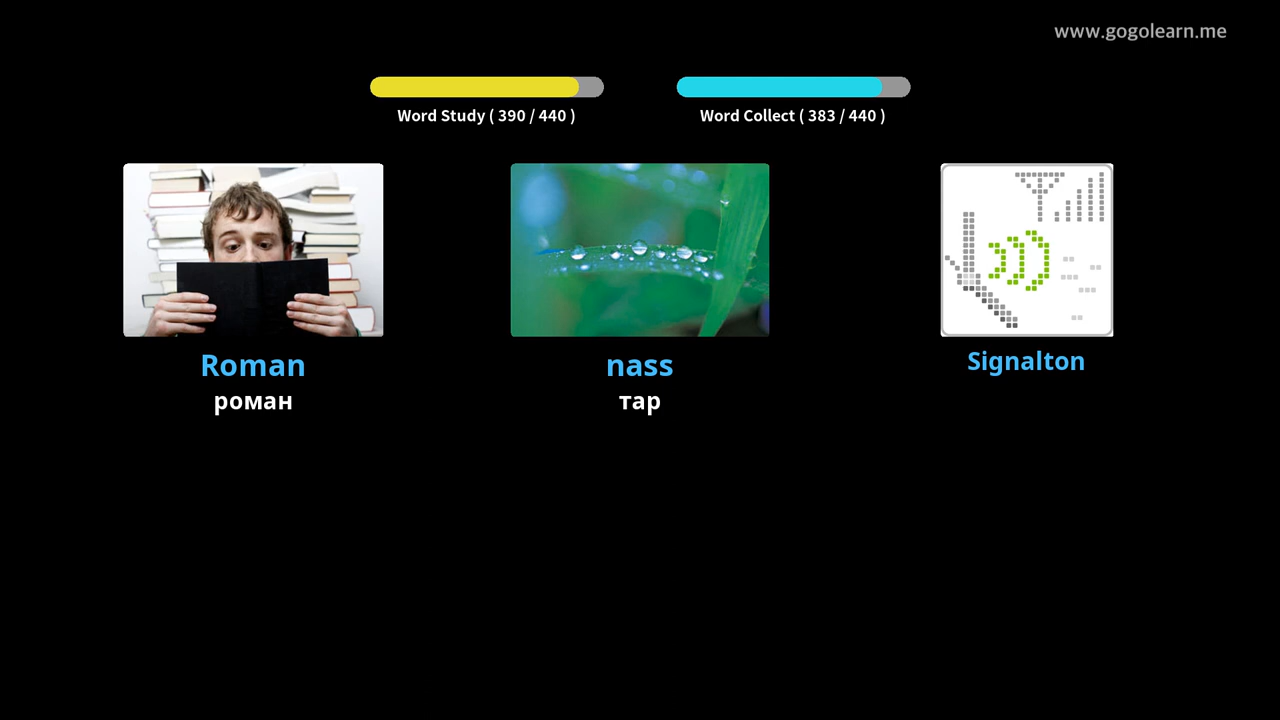 www.gogolearn.me
Word Study ( 390 / 440 )
Word Collect ( 383 / 440 )
Roman
nass
Signalton
роман
тар